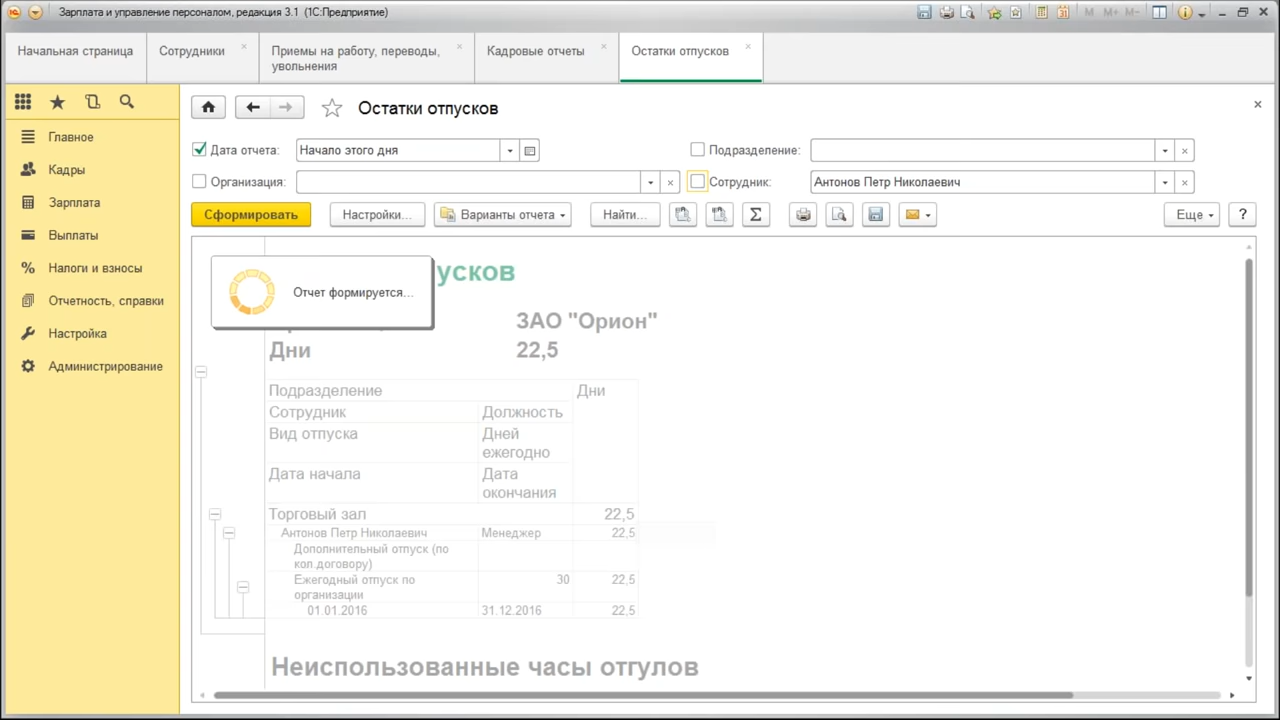 Зарплата и управление персоналом, редакция 3.1 (1С:Предприятие)
M M+ M-
Начальная страница
Сотрудники
Приемы на работу, переводы,
увольнения
Кадровые отчеты
Остатки отпусков
Остатки отпусков
Главное
Кадры
Зарплата
Выплаты
Налоги и взносы
Отчетность, справки
Настройка
Администрирование
Дата отчета: Начало этого дня
Подразделение:
Организация:
Сотрудник: Антонов Петр Николаевич
Сформировать Настройки... Варианты отчета Найти... Σ Еще ?
усков
Отчет формируется...
ЗАО "Орион"
Дни 22,5
Подразделение Дни
Сотрудник Должность
Вид отпуска Дней
ежегодно
Дата начала Дата
окончания
Торговый зал 22,5
Антонов Петр Николаевич Менеджер 22,5
Дополнительный отпуск (по
кол.договору)
Ежегодный отпуск по 30 22,5
организации
01.01.2016 31.12.2016 22,5
Неиспользованные часы отгулов